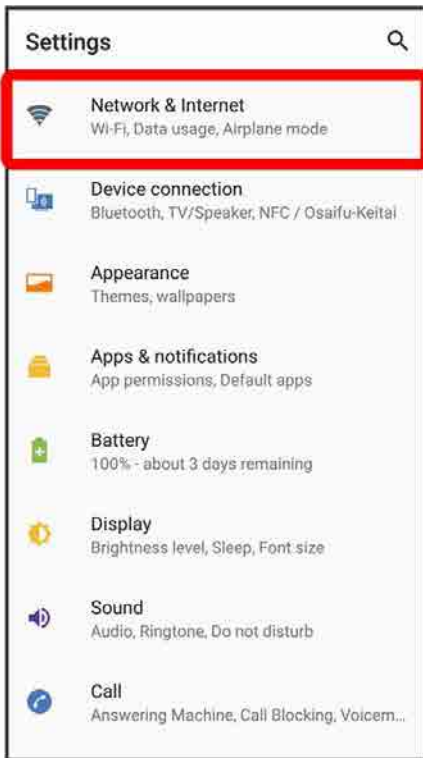 Settings
Network & Internet
Wi-Fi, Data usage, Airplane mode
Device connection
Bluetooth, TV/Speaker, NFC / Osaifu-Keitai
Appearance
Themes, wallpapers
Apps & notifications
App permissions, Default apps
Battery
100% - about 3 days remaining
Display
Brightness level, Sleep, Font size
Sound
Audio, Ringtone, Do not disturb
Call
Answering Machine, Call Blocking, Voicem...